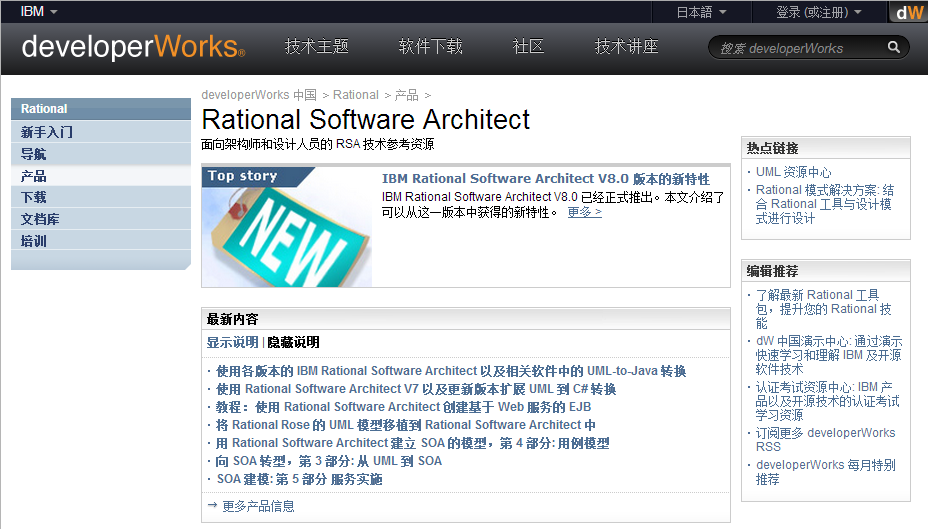 IBM
日本語
登录 (或注册)
dW
developerWorks®
技术主题
软件下载
社区
技术讲座
搜索 developerWorks
Rational
新手入门
导航
产品
下载
文档库
培训
developerWorks 中国 > Rational > 产品 >
Rational Software Architect
面向架构师和设计人员的 RSA 技术参考资源
Top story
NEW
IBM Rational Software Architect V8.0 版本的新特性
IBM Rational Software Architect V8.0 已经正式推出。本文介绍了
可以从这一版本中获得的新特性。 更多 >
最新内容
显示说明 | 隐藏说明
· 使用各版本的 IBM Rational Software Architect 以及相关软件中的 UML-to-Java 转换
· 使用 Rational Software Architect V7 以及更新版本扩展 UML 到 C# 转换
· 教程：使用 Rational Software Architect 创建基于 Web 服务的 EJB
· 将 Rational Rose 的 UML 模型移植到 Rational Software Architect 中
· 用 Rational Software Architect 建立 SOA 的模型，第 4 部分: 用例模型
· 向 SOA 转型，第 3 部分: 从 UML 到 SOA
· SOA 建模: 第 5 部分 服务实施
→ 更多产品信息
热点链接
· UML 资源中心
· Rational 模式解决方案: 结
合 Rational 工具与设计模
式进行设计
编辑推荐
· 了解最新 Rational 工具
包，提升您的 Rational 技
能
· dW 中国演示中心: 通过演示
快速学习和理解 IBM 及开源
软件技术
· 认证考试资源中心: IBM 产
品以及开源技术的认证考试
学习资源
· 订阅更多 developerWorks
RSS
· developerWorks 每月特别
推荐